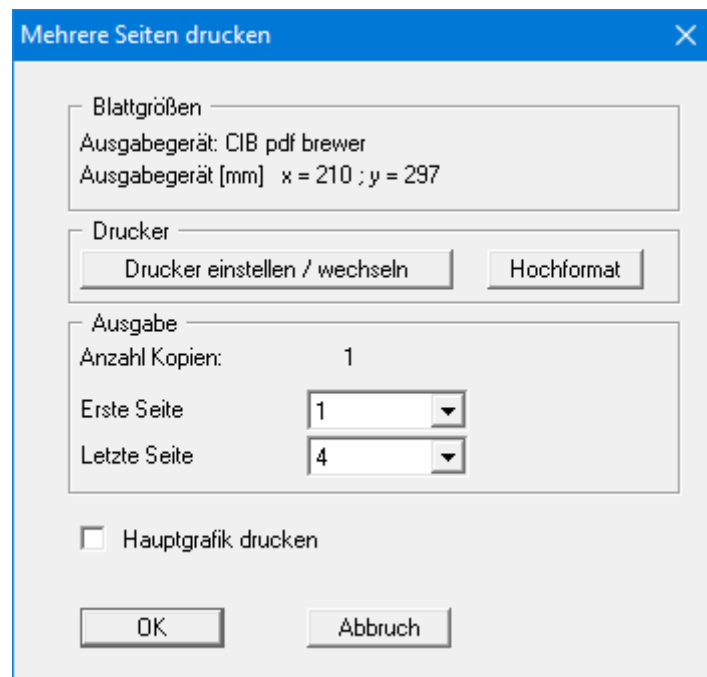 Mehrere Seiten drucken
Blattgrößen
Ausgabegerät: CIB pdf brewer
Ausgabegerät [mm]   x = 210 ; y = 297
Drucker
Drucker einstellen / wechseln
Hochformat
Ausgabe
Anzahl Kopien: 1
Erste Seite 1
Letzte Seite 4
Hauptgrafik drucken
OK
Abbruch